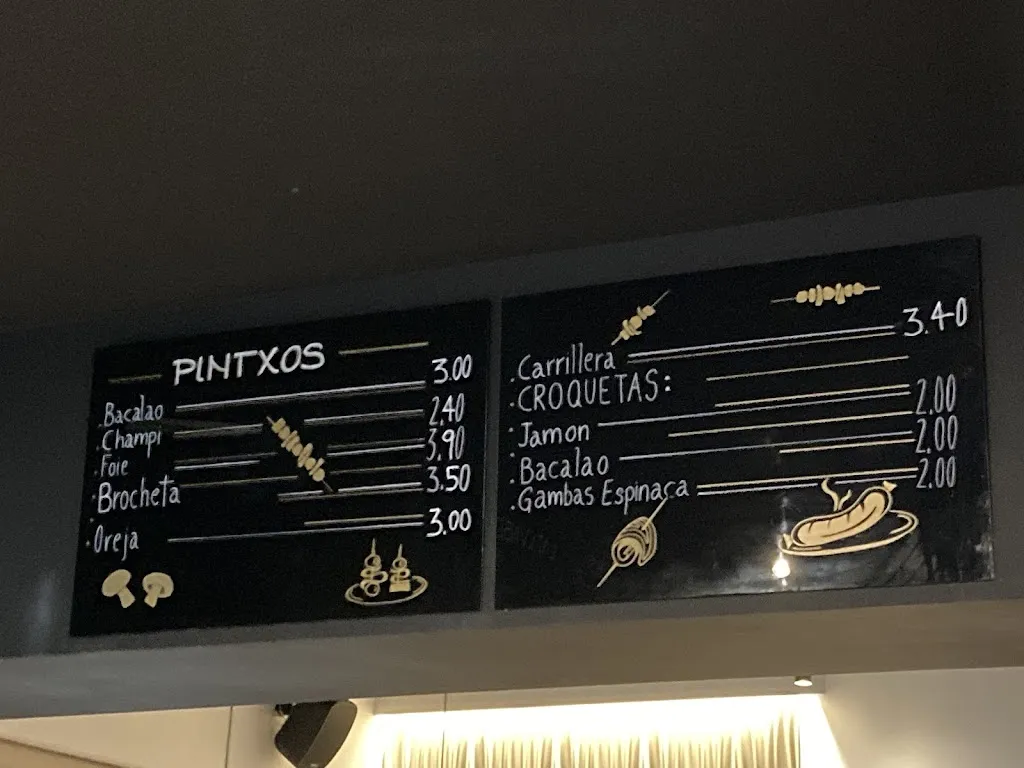 PINTXOS
.Bacalao 3.00
.Champi 2.40
.Foie 3.90
.Brocheta 3.50
.Oreja 3.00
.Carrillera 3.40
.CROQUETAS:
.Jamon 2.00
.Bacalao 2.00
.Gambas Espinaca 2.00